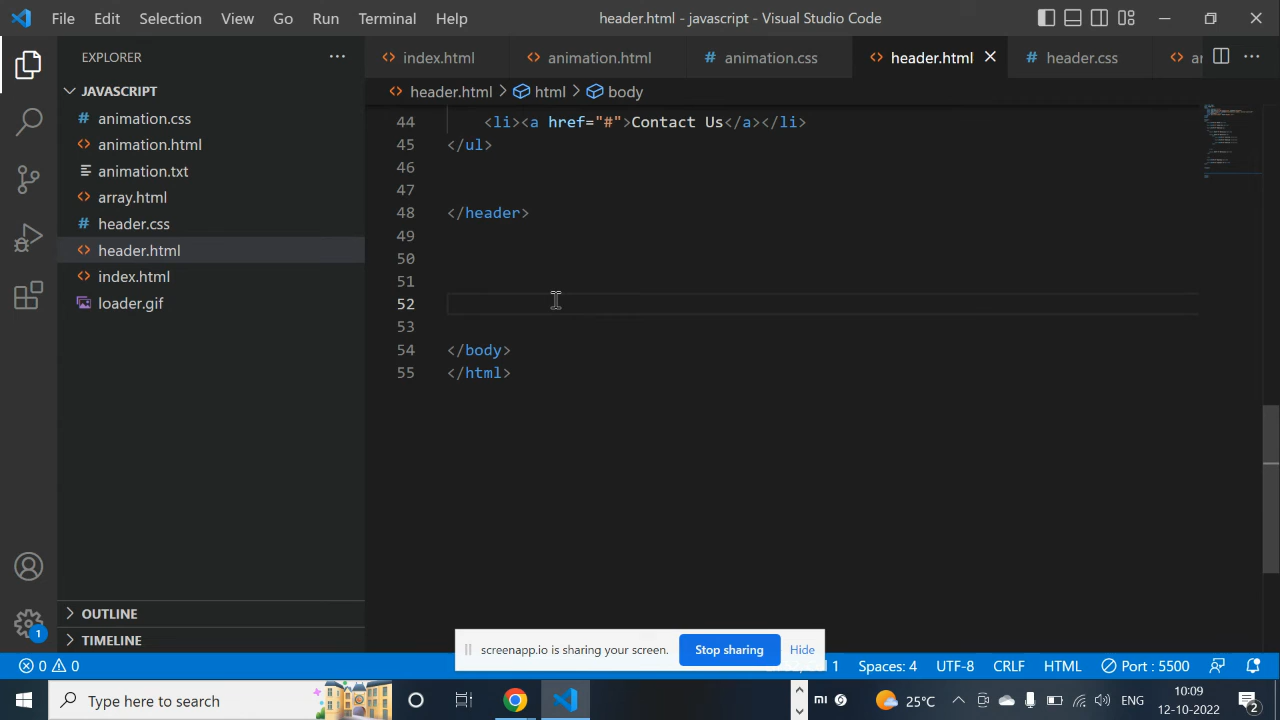 File Edit Selection View Go Run Terminal Help header.html - javascript - Visual Studio Code
EXPLORER
JAVASCRIPT
animation.css
animation.html
animation.txt
array.html
header.css
header.html
index.html
loader.gif
OUTLINE
TIMELINE
index.html animation.html animation.css header.html header.css
header.html > html > body
44 <li><a href="#">Contact Us</a></li>
45 </ul>
46
47
48 </header>
49
50
51
52
53
54 </body>
55 </html>
screenapp.io is sharing your screen. Stop sharing Hide
1
0 0 Col 1 Spaces: 4 UTF-8 CRLF HTML Port : 5500
Type here to search
mi 25°C ENG 10:09
12-10-2022 2